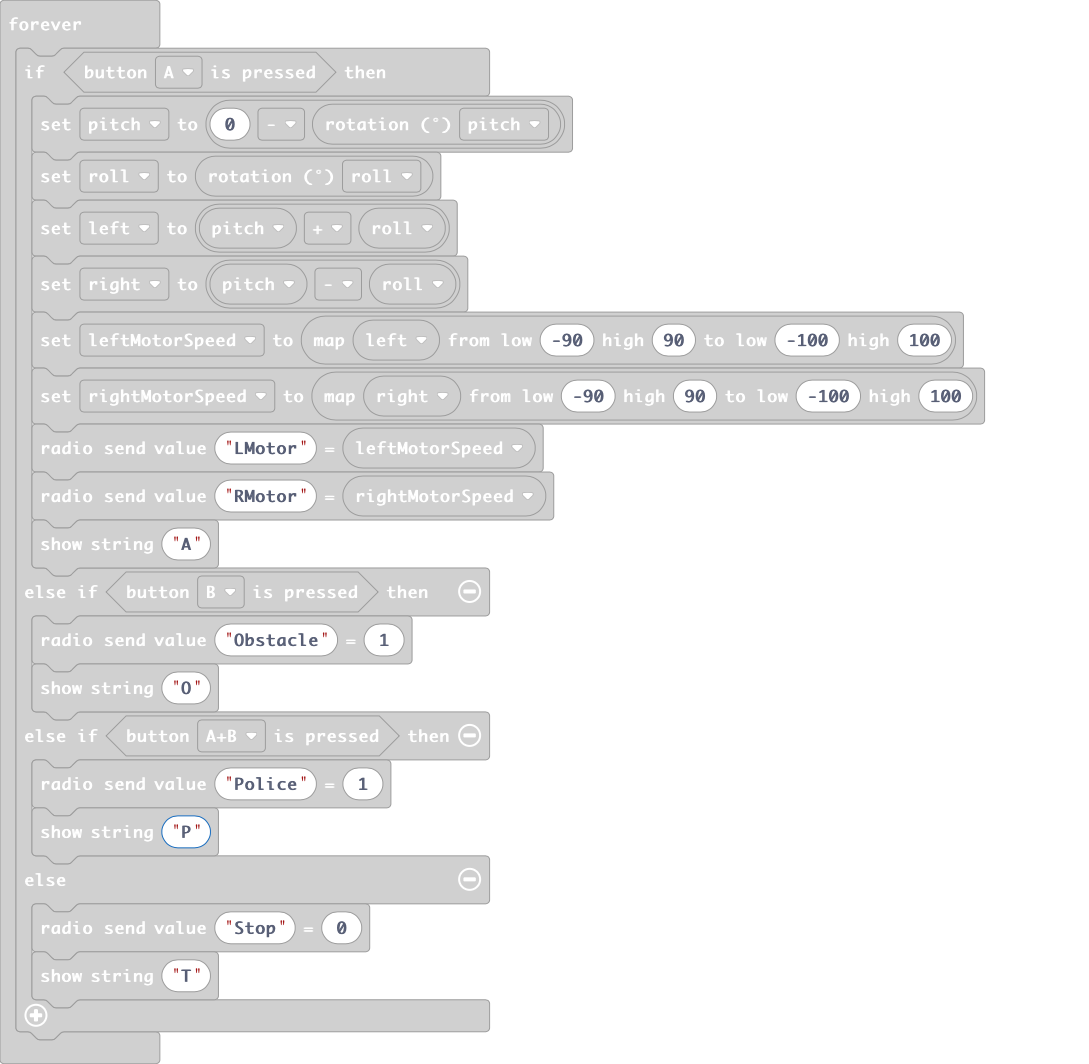 forever
if button A is pressed then
set pitch to 0 - rotation (°) pitch
set roll to rotation (°) roll
set left to pitch + roll
set right to pitch - roll
set leftMotorSpeed to map left from low -90 high 90 to low -100 high 100
set rightMotorSpeed to map right from low -90 high 90 to low -100 high 100
radio send value "LMotor" = leftMotorSpeed
radio send value "RMotor" = rightMotorSpeed
show string "A"
else if button B is pressed then
radio send value "Obstacle" = 1
show string "O"
else if button A+B is pressed then
radio send value "Police" = 1
show string "P"
else
radio send value "Stop" = 0
show string "T"